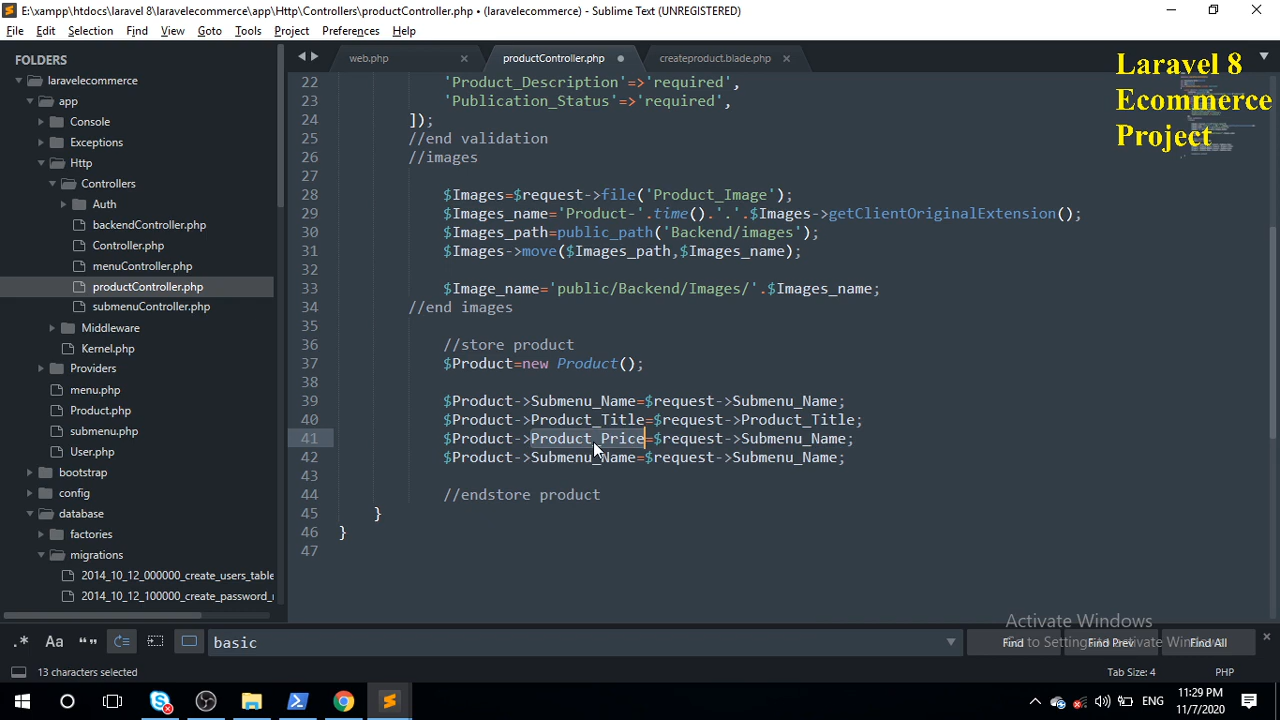 E:\xampp\htdocs\laravel 8\laravelecommerce\app\Http\Controllers\productController.php • (laravelecommerce) - Sublime Text (UNREGISTERED)
File Edit Selection Find View Goto Tools Project Preferences Help
FOLDERS
laravelecommerce
app
Console
Exceptions
Http
Controllers
Auth
backendController.php
Controller.php
menuController.php
productController.php
submenuController.php
Middleware
Kernel.php
Providers
menu.php
Product.php
submenu.php
User.php
bootstrap
config
database
factories
migrations
2014_10_12_000000_create_users_table
2014_10_12_100000_create_password_r
web.php productController.php createproduct.blade.php
Laravel 8
Ecommerce
Project
22 'Product_Description'=>'required',
23 'Publication_Status'=>'required',
24 ]);
25 //end validation
26 //images
27
28 $Images=$request->file('Product_Image');
29 $Images_name='Product-'.time().'.'.$Images->getClientOriginalExtension();
30 $Images_path=public_path('Backend/images');
31 $Images->move($Images_path,$Images_name);
32
33 $Image_name='public/Backend/Images/'.$Images_name;
34 //end images
35
36 //store product
37 $Product=new Product();
38
39 $Product->Submenu_Name=$request->Submenu_Name;
40 $Product->Product_Title=$request->Product_Title;
41 $Product->Product_Price=$request->Submenu_Name;
42 $Product->Submenu_Name=$request->Submenu_Name;
43
44 //endstore product
45 }
46 }
47
Activate Windows
Go to Settings to activate Windows.
.* Aa “” basic Find Find Prev Find All
13 characters selected Tab Size: 4 PHP
ENG 11:29 PM
11/7/2020